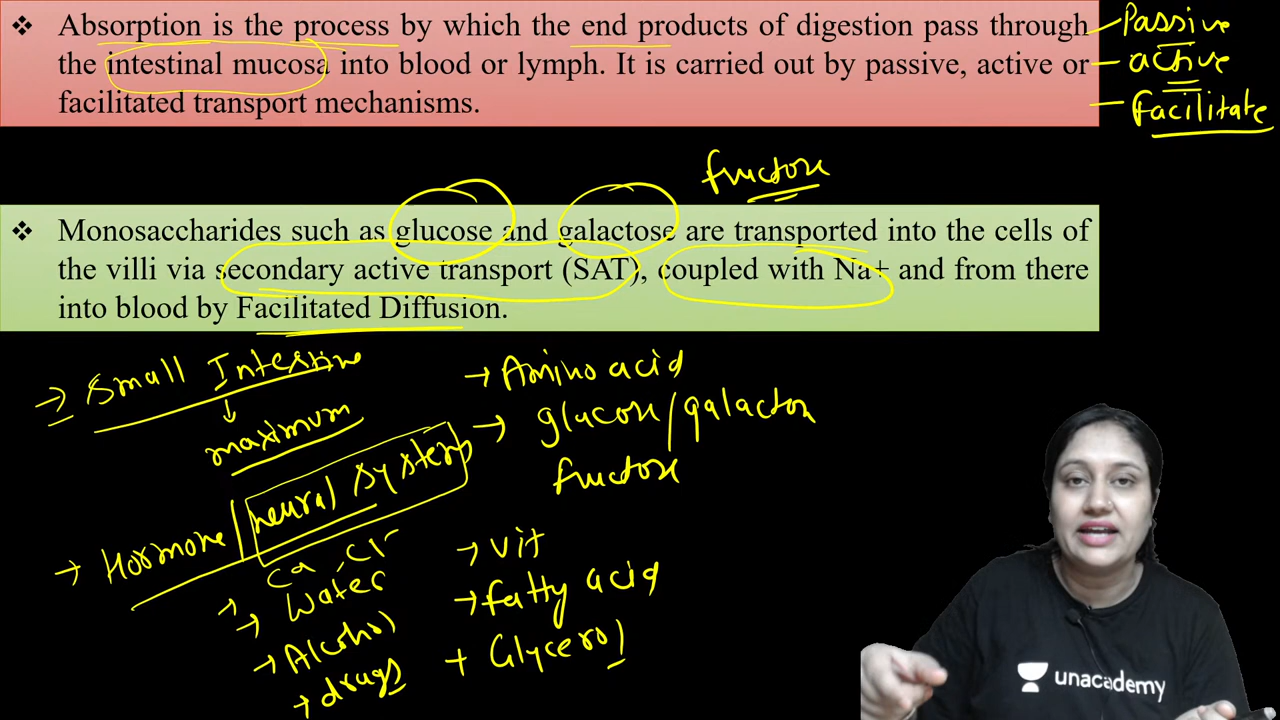 ❖ Absorption is the process by which the end products of digestion pass through
the intestinal mucosa into blood or lymph. It is carried out by passive, active or
facilitated transport mechanisms.
- Passive
- active
- facilitate
fructose
❖ Monosaccharides such as glucose and galactose are transported into the cells of
the villi via secondary active transport (SAT), coupled with Na+ and from there
into blood by Facilitated Diffusion.
→ Small Intestine
↓
maximum
→ Hormone/neural system
Ca, Cl-
→ Water
→ Alcohol
→ drugs
→ Amino acid
→ glucose/galactose
fructose
→ Vit
→ fatty acid
+ Glycerol
unacademy